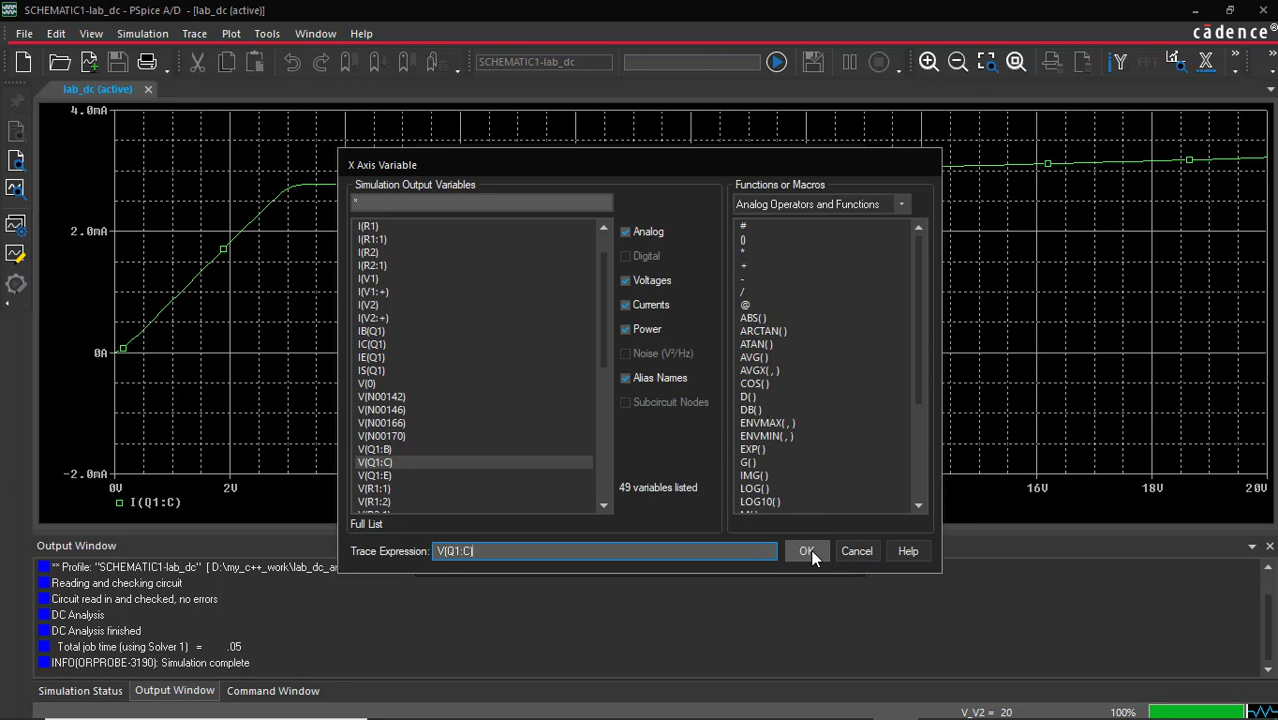 SCHEMATIC1-lab_dc - PSpice A/D - [lab_dc (active)]
File Edit View Simulation Trace Plot Tools Window Help
cādence®
SCHEMATIC1-lab_dc
lab_dc (active)
4.0mA
2.0mA
0A
-2.0mA
0V 2V 16V 18V 20V
I(Q1:C)
X Axis Variable
Simulation Output Variables
*
I(R1)
I(R1:1)
I(R2)
I(R2:1)
I(V1)
I(V1:+)
I(V2)
I(V2:+)
IB(Q1)
IC(Q1)
IE(Q1)
IS(Q1)
V(0)
V(N00142)
V(N00146)
V(N00166)
V(N00170)
V(Q1:B)
V(Q1:C)
V(Q1:E)
V(R1:1)
V(R1:2)
Full List
Analog
Digital
Voltages
Currents
Power
Noise (V²/Hz)
Alias Names
Subcircuit Nodes
49 variables listed
Functions or Macros
Analog Operators and Functions
#
()
*
+
-
/
@
ABS( )
ARCTAN( )
ATAN( )
AVG( )
AVGX( , )
COS( )
D( )
DB( )
ENVMAX( , )
ENVMIN( , )
EXP( )
G( )
IMG( )
LOG( )
LOG10( )
Trace Expression: V(Q1:C)
OK Cancel Help
Output Window
** Profile: "SCHEMATIC1-lab_dc" [ D:\my_c++_work\lab_dc_an
Reading and checking circuit
Circuit read in and checked, no errors
DC Analysis
DC Analysis finished
Total job time (using Solver 1) = .05
INFO(ORPROBE-3190): Simulation complete
Simulation Status Output Window Command Window
V_V2 = 20 100%